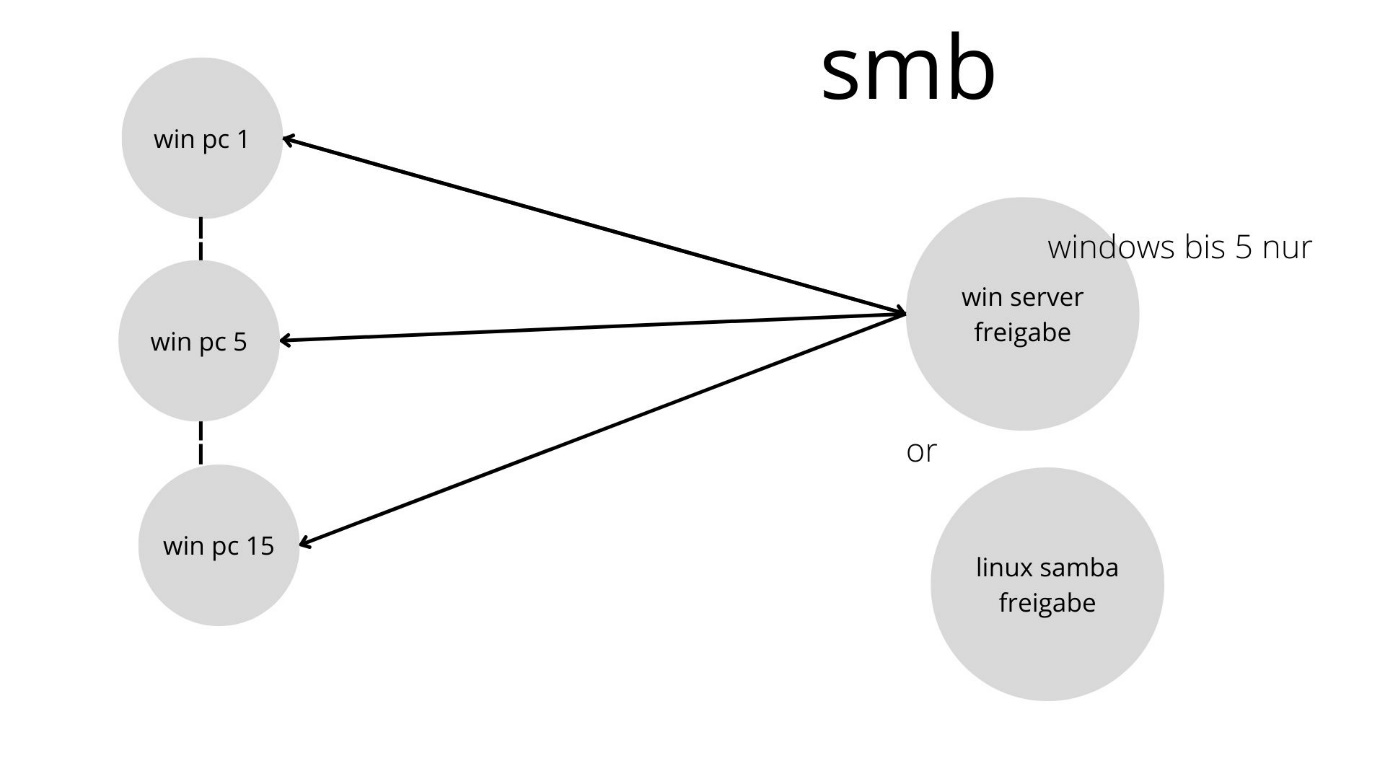 smb
win pc 1
windows bis 5 nur
win server
freigabe
win pc 5
or
win pc 15
linux samba
freigabe